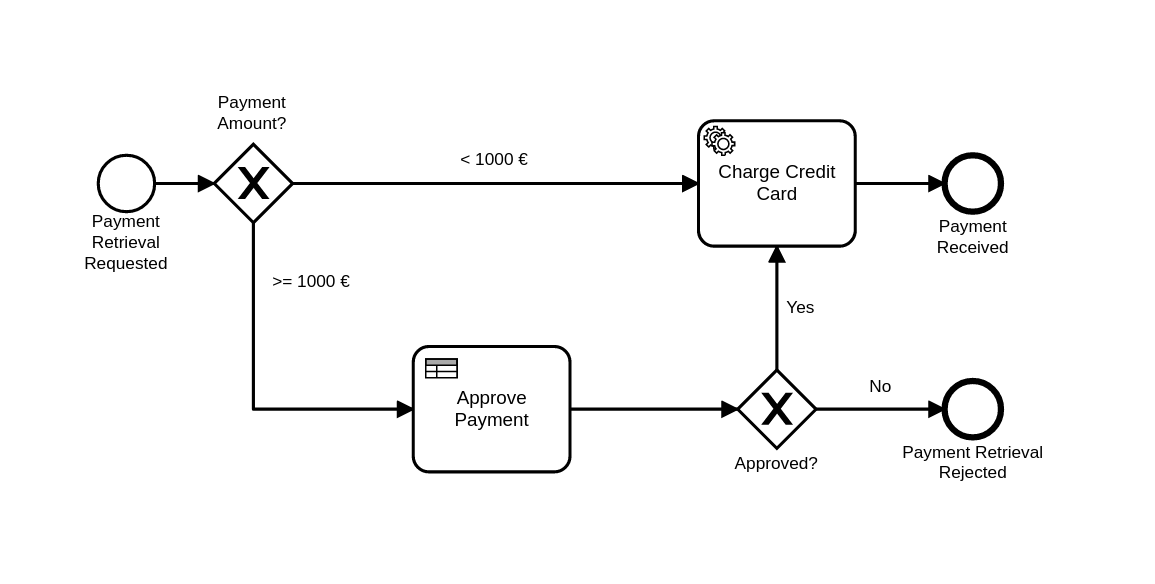 Payment
Amount?
Payment
Retrieval
Requested
< 1000 €
>= 1000 €
Charge Credit
Card
Payment
Received
Yes
Approve
Payment
Approved?
No
Payment Retrieval
Rejected